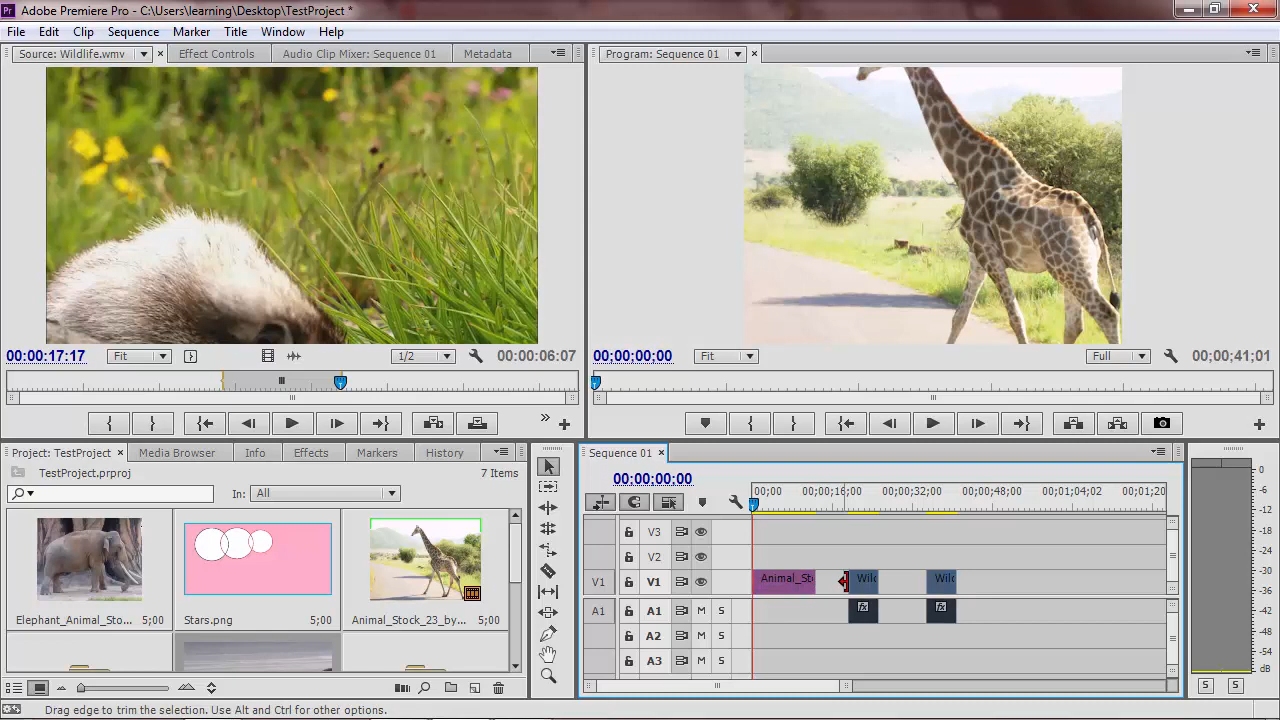 Pr Adobe Premiere Pro - C:\Users\learning\Desktop\TestProject *
File Edit Clip Sequence Marker Title Window Help
Source: Wildlife.wmv Effect Controls Audio Clip Mixer: Sequence 01 Metadata Program: Sequence 01
00:00:17:17 Fit 1/2 00:00:06:07 00:00:00:00 Fit Full 00;00;41;01
Project: TestProject Media Browser Info Effects Markers History Sequence 01
TestProject.prproj 7 Items 00:00:00:00
In: All
00;00 00;00;16;00 00;00;32;00 00;00;48;00 00;01;04;02 00;01;20
Elephant_Animal_Sto... 5;00 Stars.png 5;00 Animal_Stock_23_by... 5;00
V3
V2
V1 V1 Animal_St Wild Wild
A1 A1 M S fx fx
A2 M S
A3 M S
0
-6
-12
-18
-24
-30
-36
-42
-48
-54
dB
S S
Drag edge to trim the selection. Use Alt and Ctrl for other options.